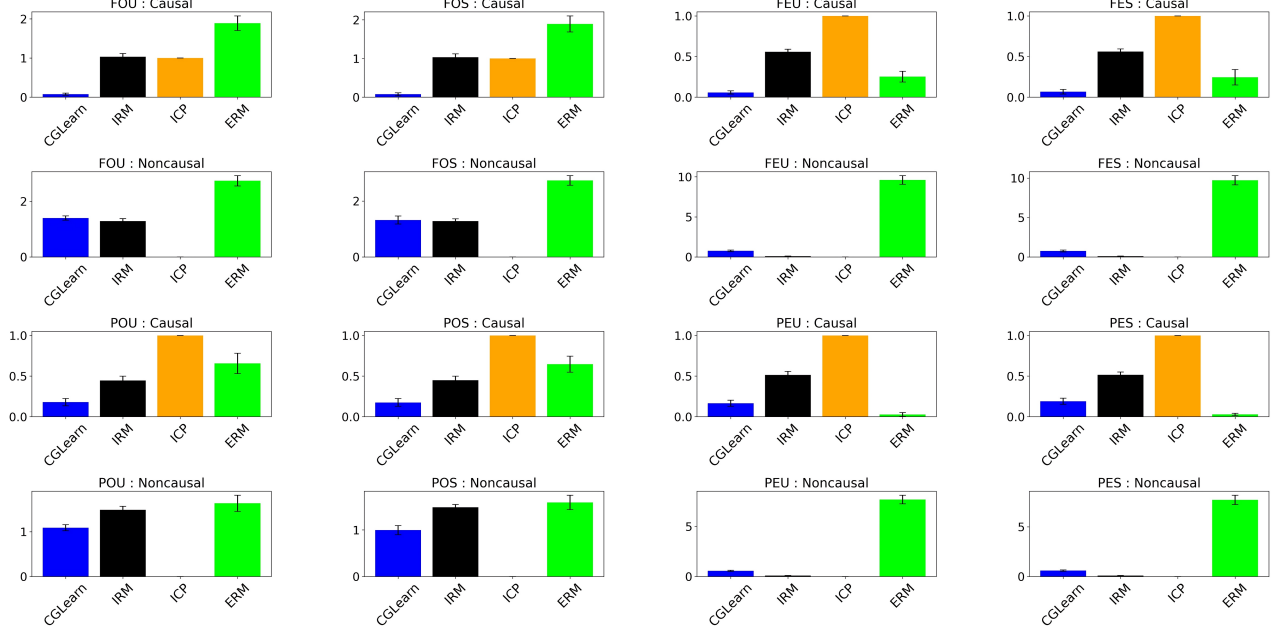 FOU : Causal
2
1
0
CGLearn
IRM
ICP
ERM
FOS : Causal
2
1
0
CGLearn
IRM
ICP
ERM
FEU : Causal
1.0
0.5
0.0
CGLearn
IRM
ICP
ERM
FES : Causal
1.0
0.5
0.0
CGLearn
IRM
ICP
ERM
FOU : Noncausal
2
0
CGLearn
IRM
ICP
ERM
FOS : Noncausal
2
0
CGLearn
IRM
ICP
ERM
FEU : Noncausal
10
5
0
CGLearn
IRM
ICP
ERM
FES : Noncausal
10
5
0
CGLearn
IRM
ICP
ERM
POU : Causal
1.0
0.5
0.0
CGLearn
IRM
ICP
ERM
POS : Causal
1.0
0.5
0.0
CGLearn
IRM
ICP
ERM
PEU : Causal
1.0
0.5
0.0
CGLearn
IRM
ICP
ERM
PES : Causal
1.0
0.5
0.0
CGLearn
IRM
ICP
ERM
POU : Noncausal
1
0
CGLearn
IRM
ICP
ERM
POS : Noncausal
1
0
CGLearn
IRM
ICP
ERM
PEU : Noncausal
5
0
CGLearn
IRM
ICP
ERM
PES : Noncausal
5
0
CGLearn
IRM
ICP
ERM